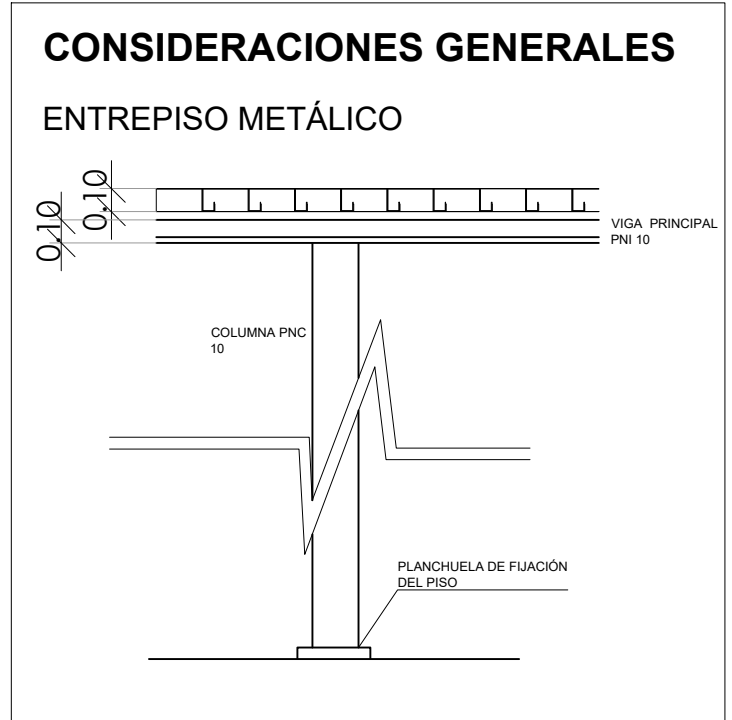 CONSIDERACIONES GENERALES
ENTREPISO METÁLICO
0.10
0.10
VIGA PRINCIPAL
PNI 10
COLUMNA PNC
10
PLANCHUELA DE FIJACIÓN
DEL PISO